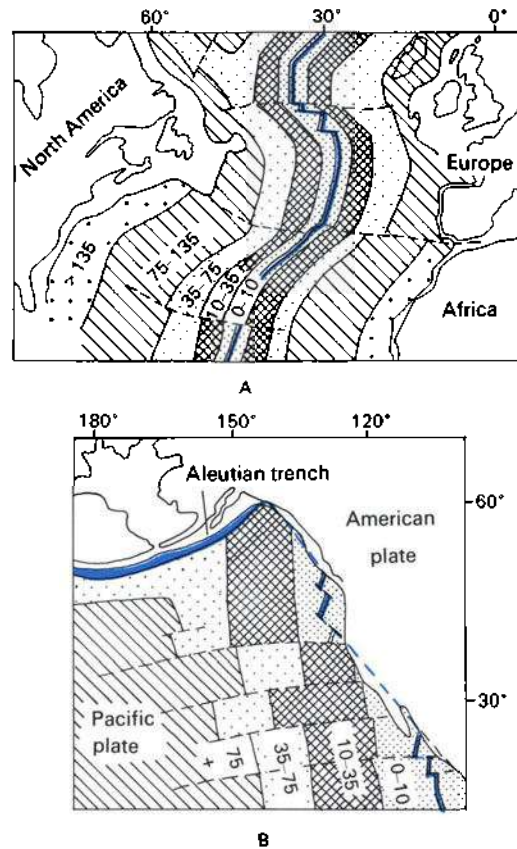 60°
30°
0°
North America
Europe
Africa
> 135
75–135
35–75
10–35
0–10
A
180°
150°
120°
Aleutian trench
American
plate
60°
30°
Pacific
plate
75 +
35–75
10–35
0–10
B